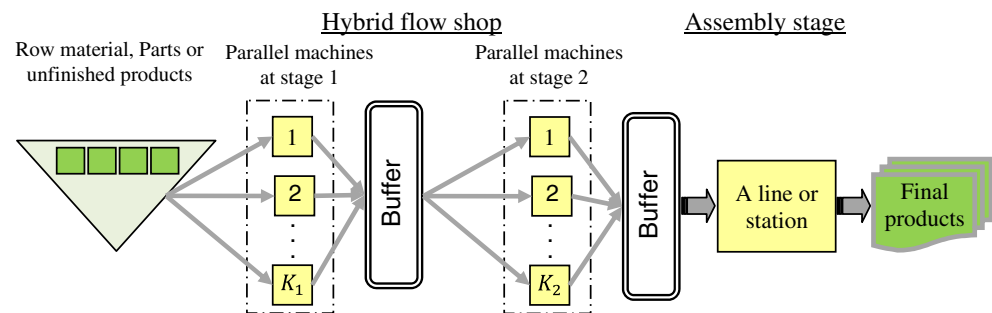 Hybrid flow shop
Assembly stage
Row material, Parts or
unfinished products
Parallel machines
at stage 1
Parallel machines
at stage 2
1
2
⋮
K₁
Buffer
1
2
⋮
K₂
Buffer
A line or
station
Final
products